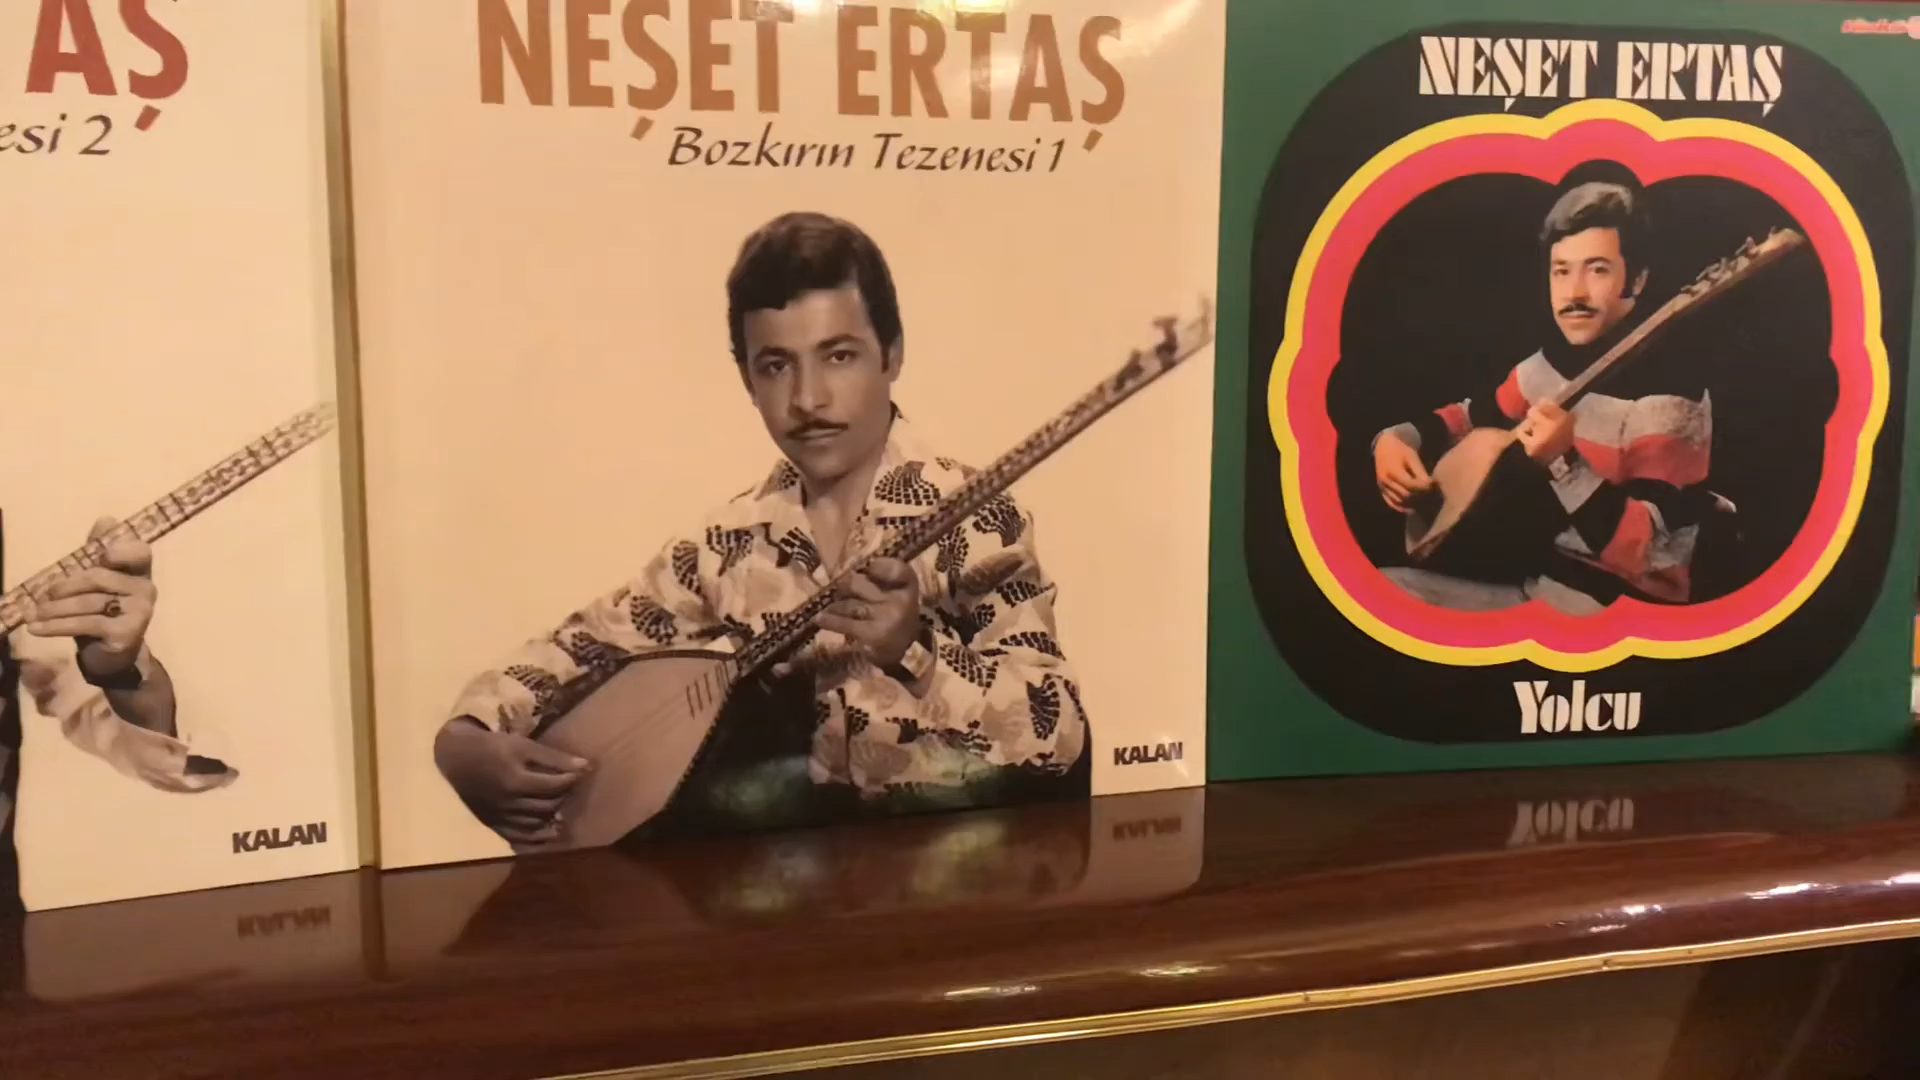 AŞ
esi 2
KALAN
NEŞET ERTAŞ
Bozkırın Tezenesi 1
KALAN
NEŞET ERTAŞ
Yolcu